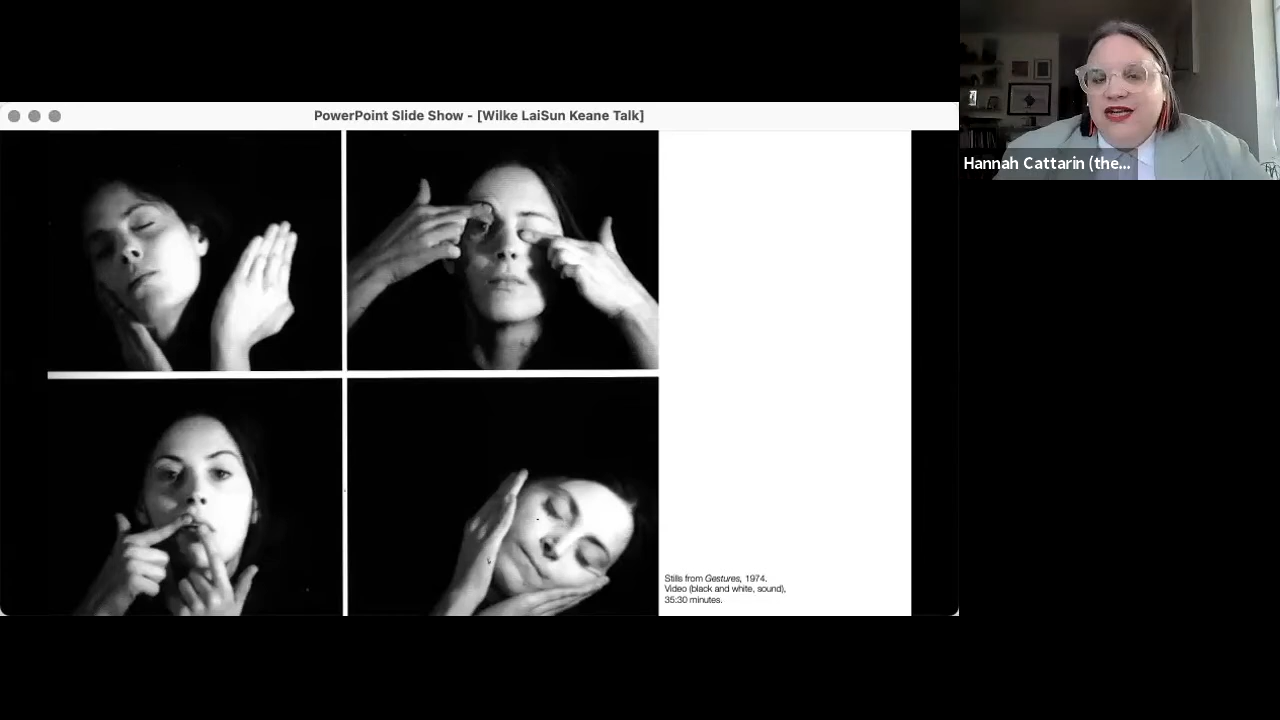 PowerPoint Slide Show - [Wilke LaiSun Keane Talk]
Hannah Cattarin (the...
Stills from Gestures, 1974.
Video (black and white, sound),
35:30 minutes.